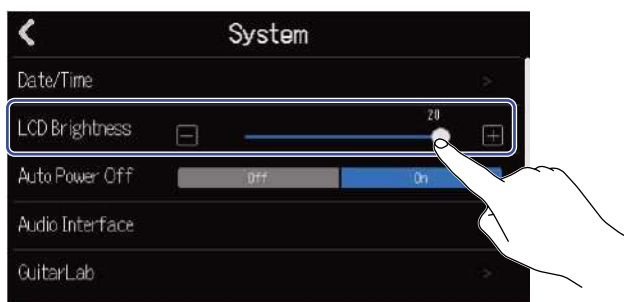 System
Date/Time
LCD Brightness
20
Auto Power Off Off On
Audio Interface
GuitarLab